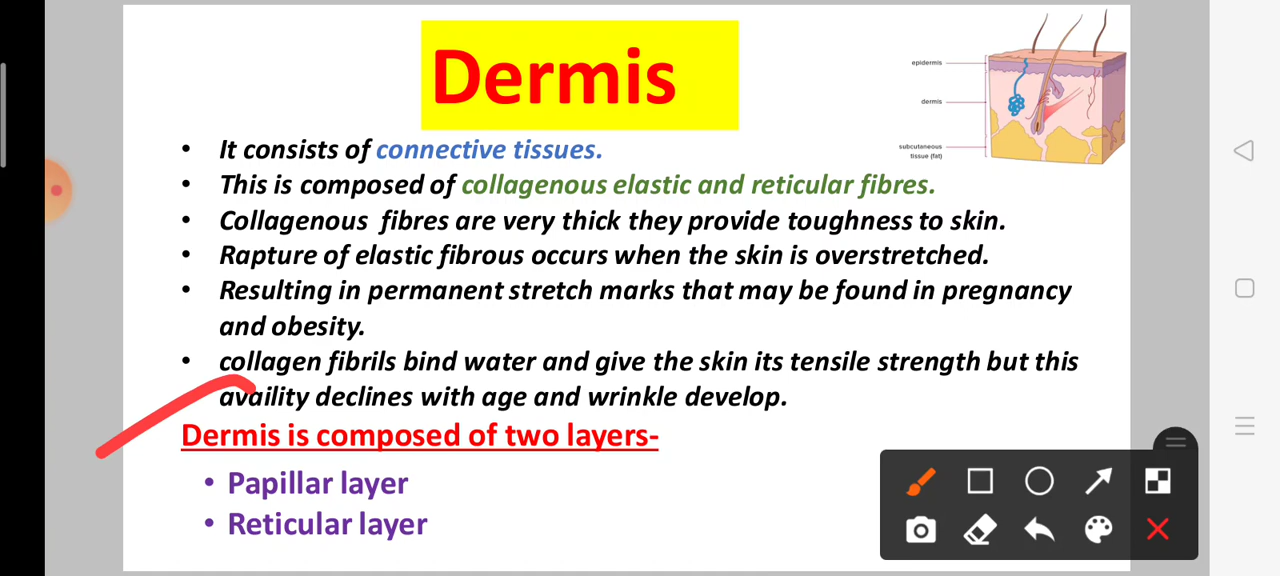 Dermis
epidermis
dermis
subcutaneous
tissue (fat)
• It consists of connective tissues.
• This is composed of collagenous elastic and reticular fibres.
• Collagenous fibres are very thick they provide toughness to skin.
• Rapture of elastic fibrous occurs when the skin is overstretched.
• Resulting in permanent stretch marks that may be found in pregnancy
and obesity.
• collagen fibrils bind water and give the skin its tensile strength but this
availity declines with age and wrinkle develop.
Dermis is composed of two layers-
• Papillar layer
• Reticular layer